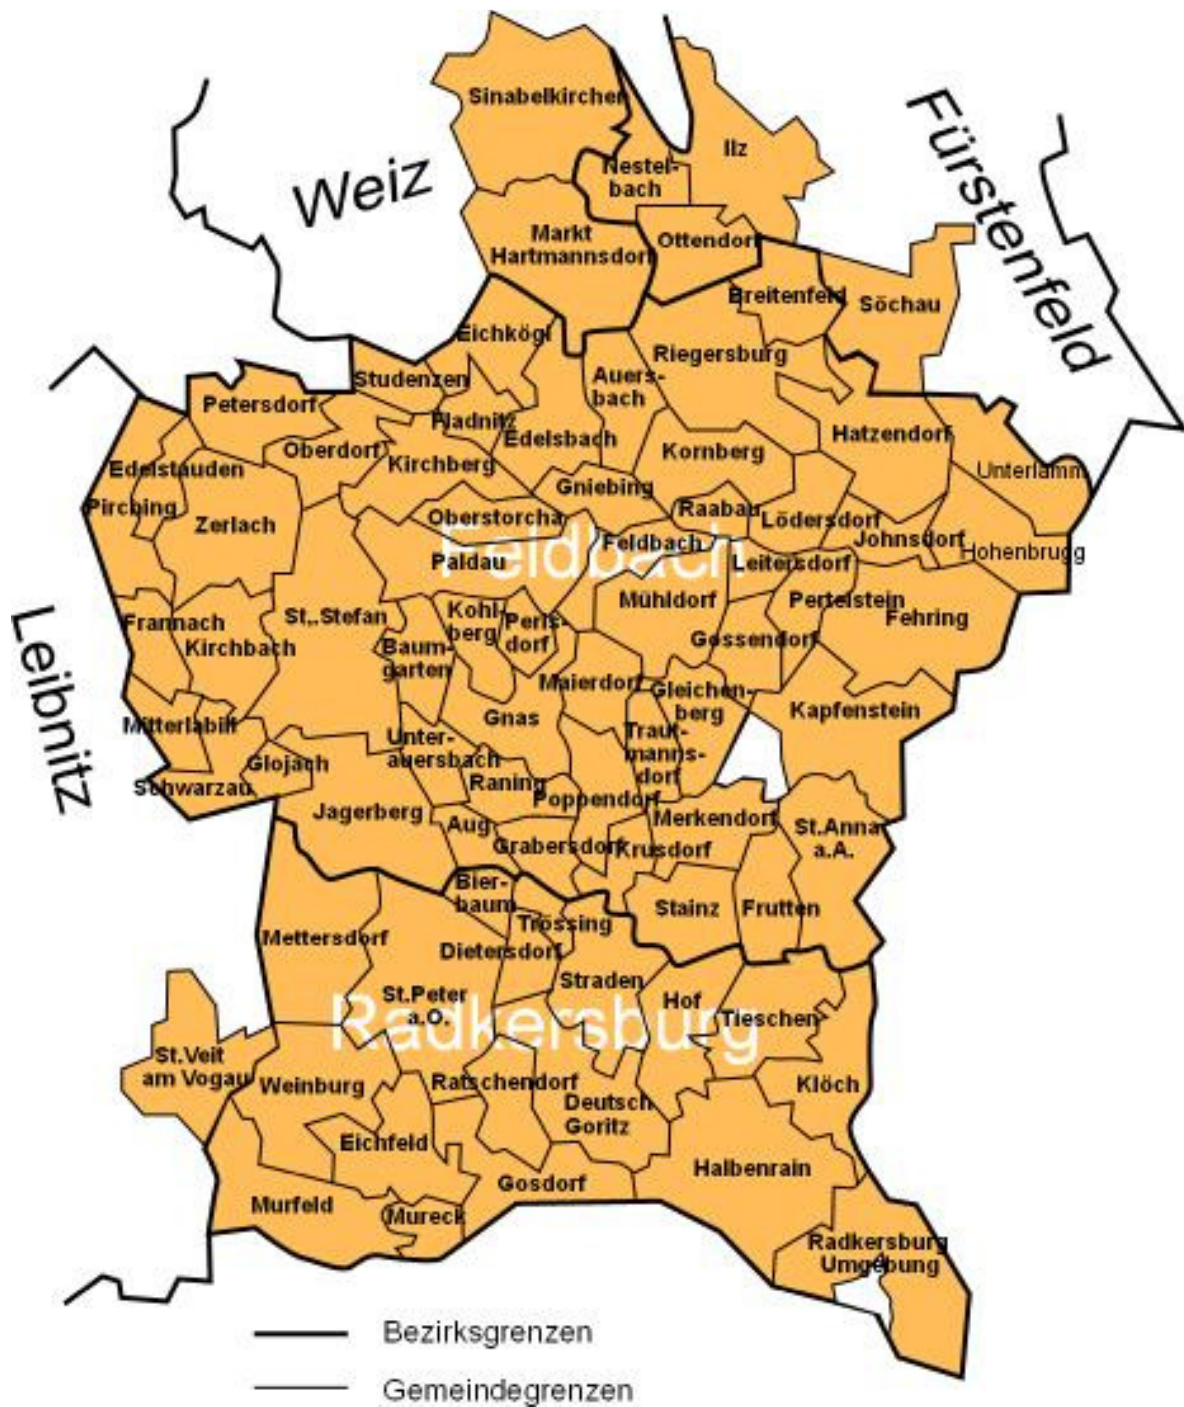 Sinabelkirchen
Ilz
Nestel-
bach
Fürstenfeld
Weiz
Markt
Hartmannsdorf
Ottendorf
Breitenfeld
Söchau
Eichkögl
Riegersburg
Studenzen
Auers-
bach
Petersdorf
Fladnitz
Edelsbach
Hatzendorf
Oberdorf
Kirchberg
Kornberg
Edelstauden
Unterlamm
Gniebing
Pirching
Zerlach
Oberstorcha
Raabau
Lödersdorf
Johnsdorf
Feldbach
Feldbach
Hohenbrugg
Paldau
Leitersdorf
Mühldorf
Pertelstein
Fehring
Leibnitz
Frannach
Kirchbach
St,.Stefan
Kohl-
berg
Perls-
dorf
Gossendorf
Baum-
garten
Maierdorf
Gleichen-
berg
Kapfenstein
Gnas
Mitterlabill
Unter-
auersbach
Traut-
manns-
dorf
Glojach
Raning
Schwarzau
Poppendorf
Jagerberg
Merkendorf
Aug
St.Anna
a.A.
Grabersdorf
Krusdorf
Bier-
baum
Stainz
Frutten
Trössing
Mettersdorf
Dietersdorf
Straden
St.Peter
a.O.
Hof
Tieschen
Radkersburg
St.Veit
am Vogau
Weinburg
Ratschendorf
Klöch
Deutsch
Goritz
Eichfeld
Halbenrain
Gosdorf
Murfeld
Mureck
Radkersburg
Umgebung
Bezirksgrenzen
Gemeindegrenzen